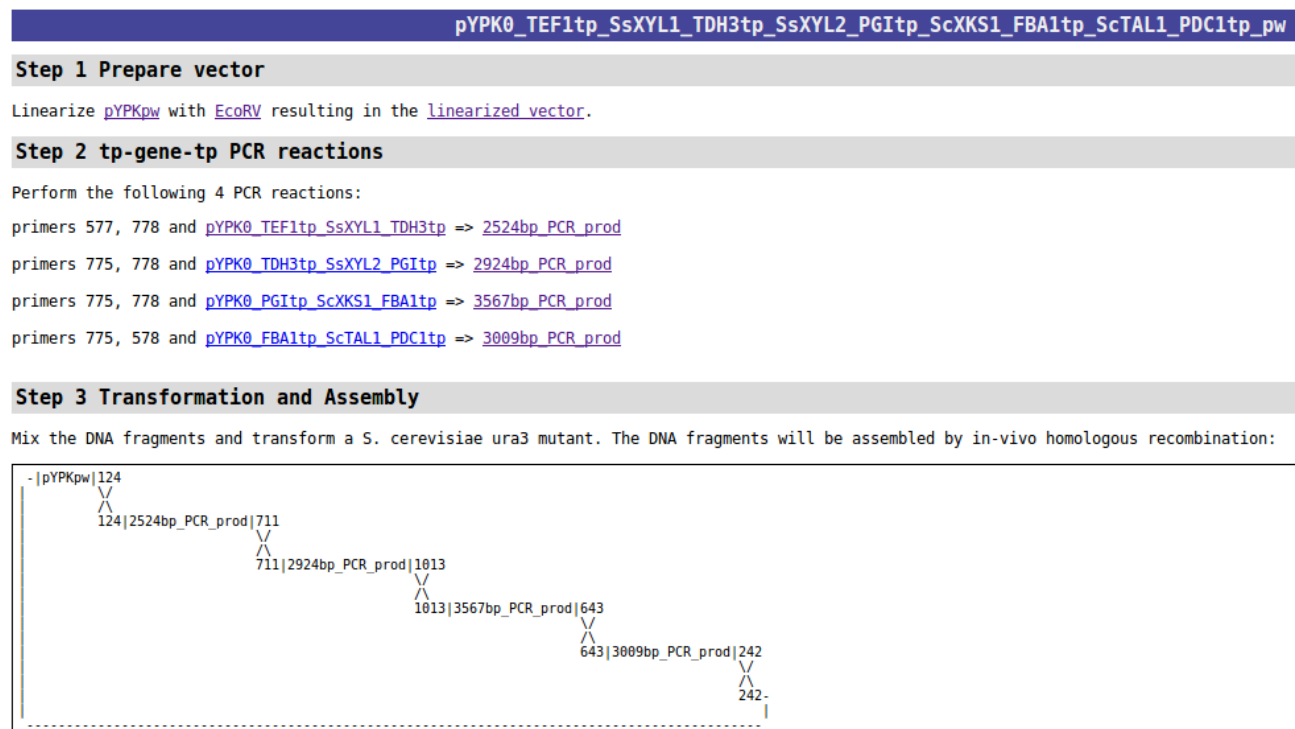 pYPK0_TEF1tp_SsXYL1_TDH3tp_SsXYL2_PGItp_ScXKS1_FBA1tp_ScTAL1_PDC1tp_pw
Step 1 Prepare vector
Linearize pYPKpw with EcoRV resulting in the linearized vector.
Step 2 tp-gene-tp PCR reactions
Perform the following 4 PCR reactions:
primers 577, 778 and pYPK0_TEF1tp_SsXYL1_TDH3tp => 2524bp_PCR_prod
primers 775, 778 and pYPK0_TDH3tp_SsXYL2_PGItp => 2924bp_PCR_prod
primers 775, 778 and pYPK0_PGItp_ScXKS1_FBA1tp => 3567bp_PCR_prod
primers 775, 578 and pYPK0_FBA1tp_ScTAL1_PDC1tp => 3009bp_PCR_prod
Step 3 Transformation and Assembly
Mix the DNA fragments and transform a S. cerevisiae ura3 mutant. The DNA fragments will be assembled by in-vivo homologous recombination:
 -|pYPKpw|124
|         \/
|         /\
|         124|2524bp_PCR_prod|711
|                             \/
|                             /\
|                             711|2924bp_PCR_prod|1013
|                                                 \/
|                                                 /\
|                                                 1013|3567bp_PCR_prod|643
|                                                                      \/
|                                                                      /\
|                                                                      643|3009bp_PCR_prod|242
|                                                                                          \/
|                                                                                          /\
|                                                                                          242-
|                                                                                             |
 ---------------------------------------------------------------------------------------------